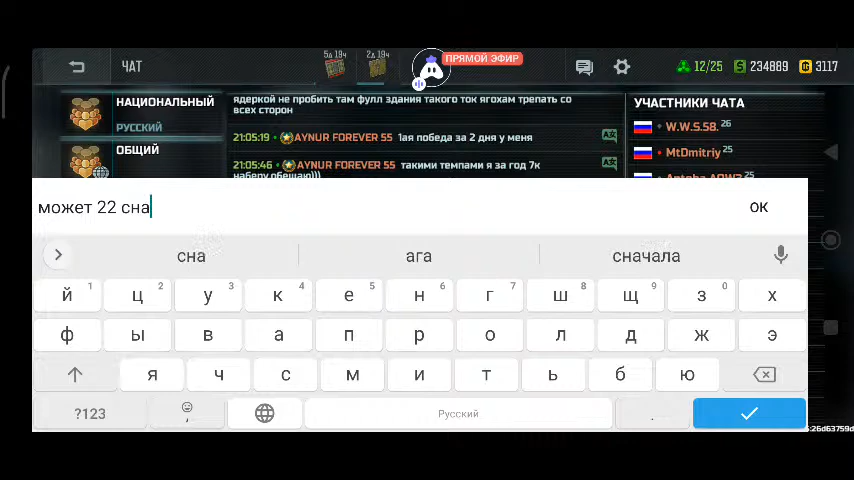 5д 19ч
2д 19ч
ПРЯМОЙ ЭФИР
ЧАТ
12/25
234889
3117
НАЦИОНАЛЬНЫЙ
РУССКИЙ
ОБЩИЙ
ядеркой не пробить там фулл здания такого ток ягохам трепать со
всех сторон
21:05:19 AYNUR FOREVER 55 1ая победа за 2 дня у меня
21:05:46 AYNUR FOREVER 55 такими темпами я за год 7к
наберу обещаю)))
УЧАСТНИКИ ЧАТА
W.W.S.58. 26
MtDmitriy 25
25
может 22 сна
ОК
сна ага сначала
й 1 ц 2 у 3 к 4 е 5 н 6 г 7 ш 8 щ 9 з 0 х
ф ы в а п р о л д ж э
я ч с м и т ь б ю
?123 , Русский .
:26d63759d